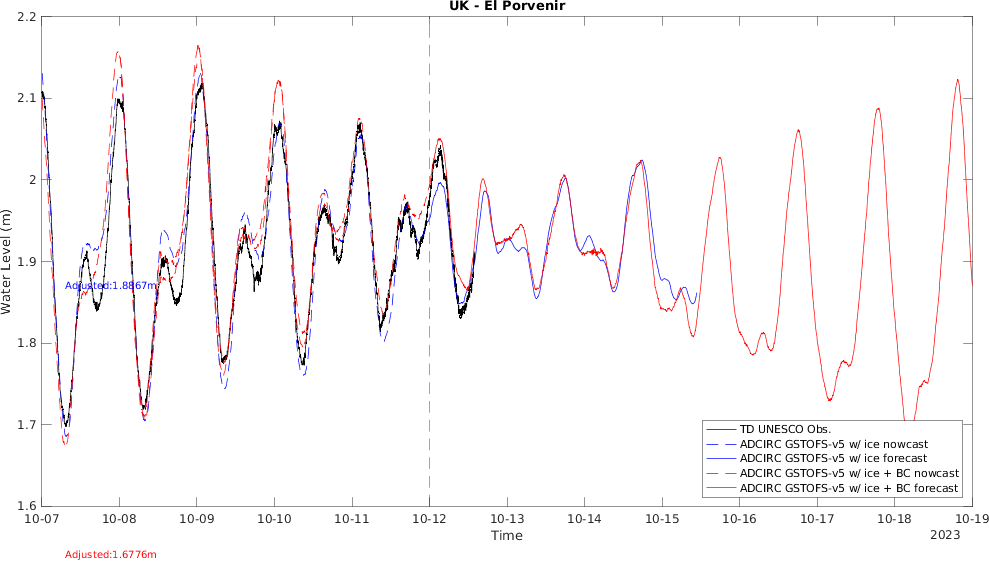 UK - El Porvenir
2.2
2.1
2
1.9
1.8
1.7
1.6
Water Level (m)
Adjusted:1.8867m
TD UNESCO Obs.
ADCIRC GSTOFS-v5 w/ ice nowcast
ADCIRC GSTOFS-v5 w/ ice forecast
ADCIRC GSTOFS-v5 w/ ice + BC nowcast
ADCIRC GSTOFS-v5 w/ ice + BC forecast
10-07 10-08 10-09 10-10 10-11 10-12 10-13 10-14 10-15 10-16 10-17 10-18 10-19
Time
2023
Adjusted:1.6776m